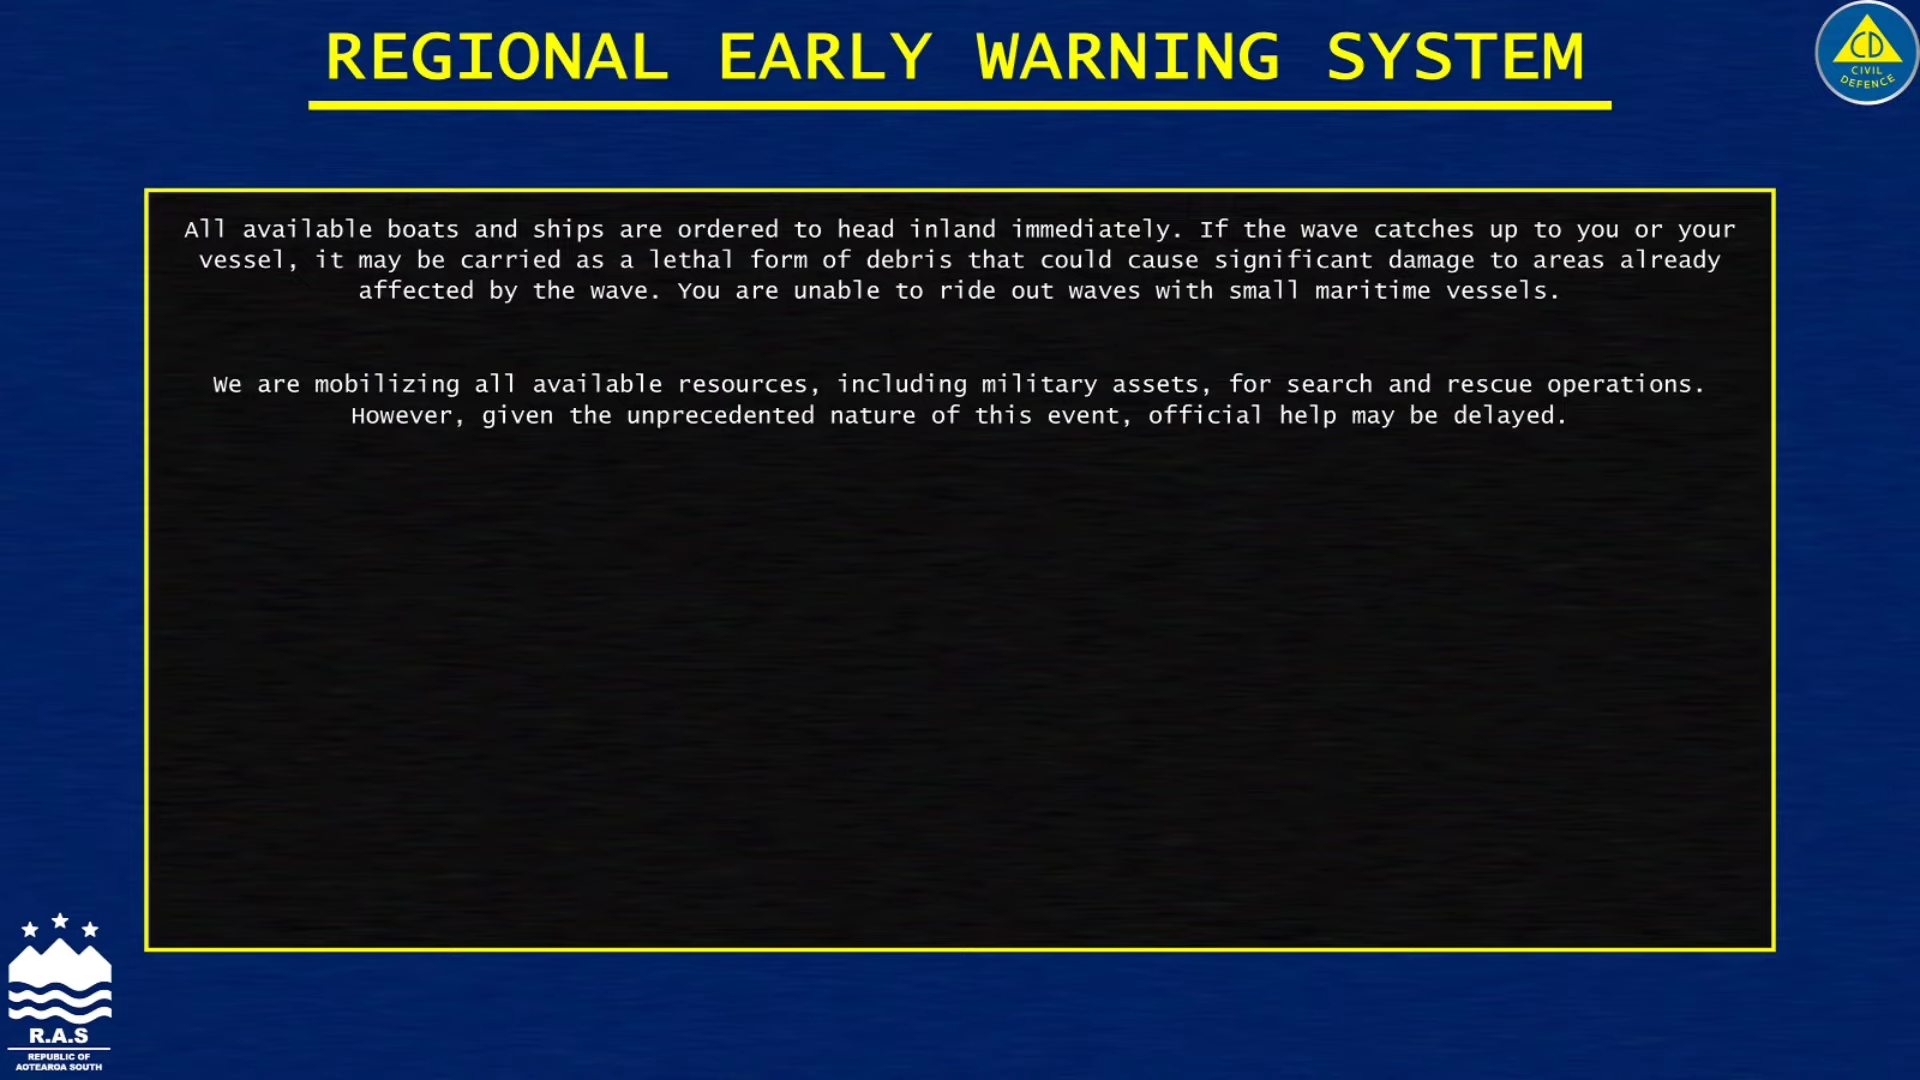 REGIONAL EARLY WARNING SYSTEM
CD
CIVIL
DEFENCE
All available boats and ships are ordered to head inland immediately. If the wave catches up to you or your
vessel, it may be carried as a lethal form of debris that could cause significant damage to areas already
affected by the wave. You are unable to ride out waves with small maritime vessels.
We are mobilizing all available resources, including military assets, for search and rescue operations.
However, given the unprecedented nature of this event, official help may be delayed.
R.A.S
REPUBLIC OF
AOTEAROA SOUTH